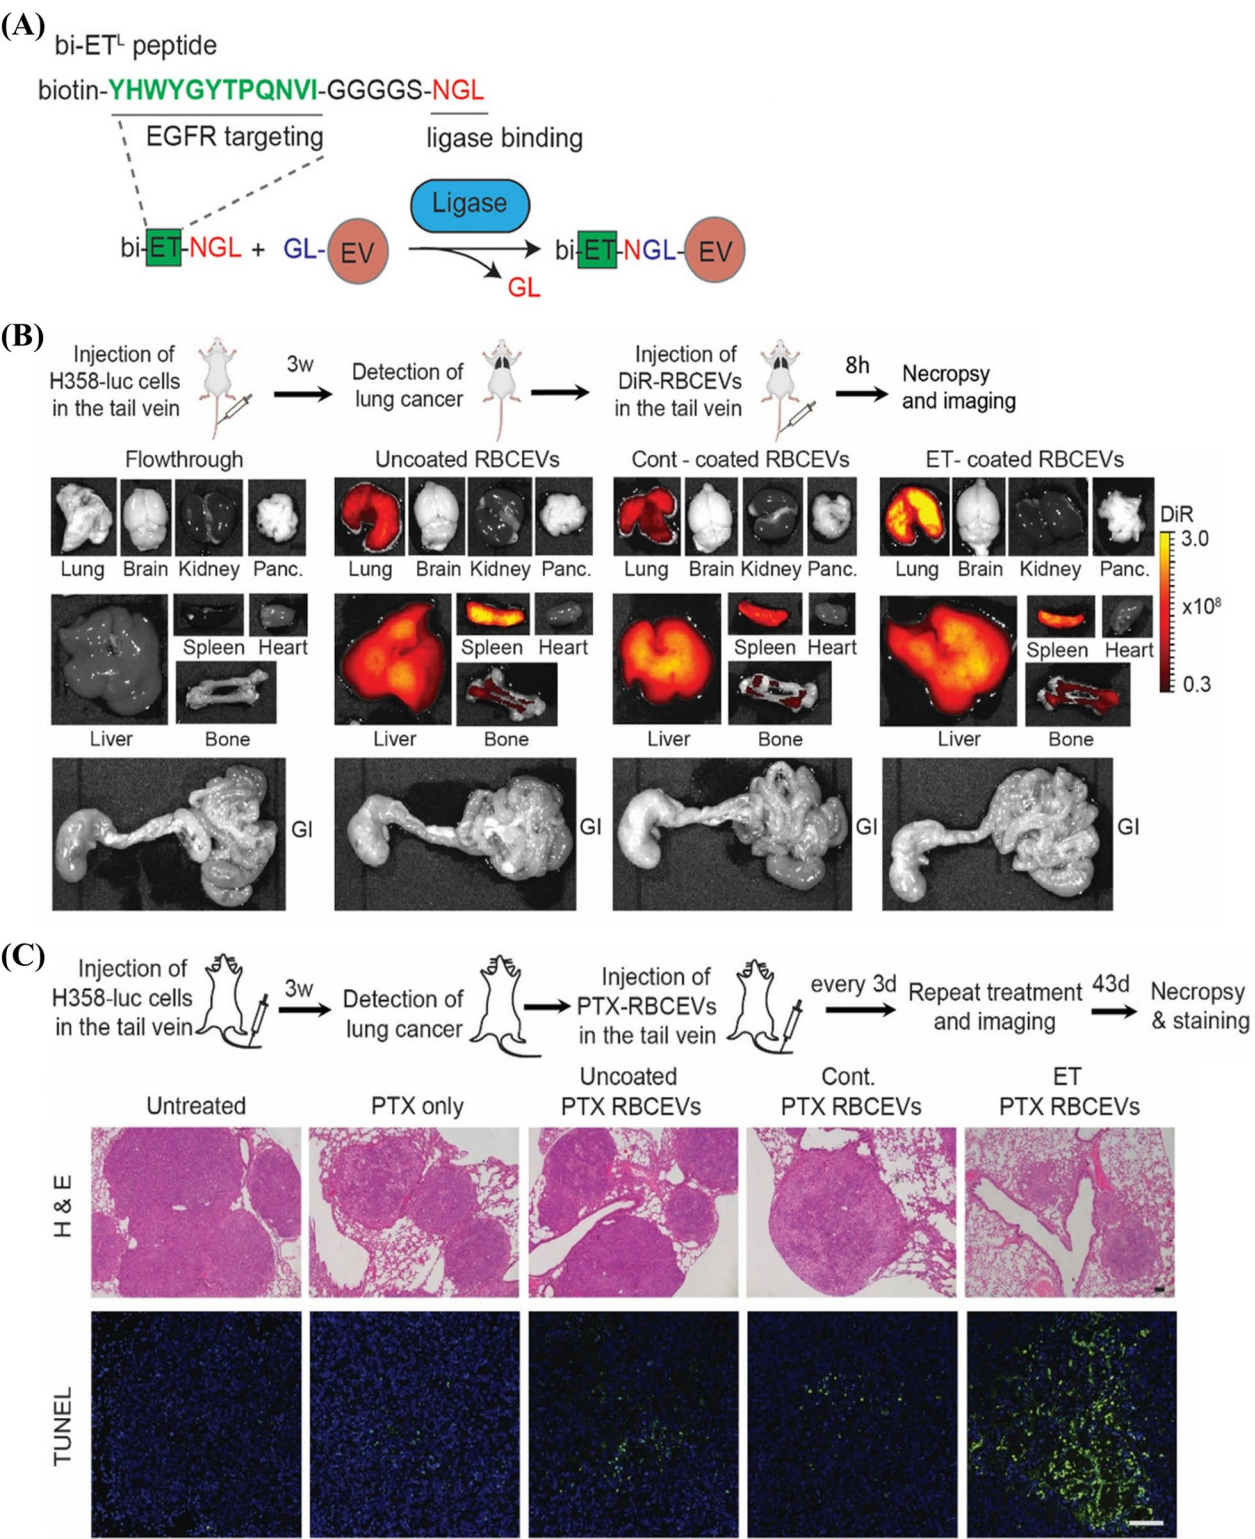 (A)
bi-ETᴸ peptide
biotin-YHWYGYTPQNVI-GGGGS-NGL
EGFR targeting
ligase binding
Ligase
bi-ET-NGL + GL-EV
bi-ET-NGL-EV
GL
(B)
Injection of
H358-luc cells
in the tail vein
3w
Detection of
lung cancer
Injection of
DiR-RBCEVs
in the tail vein
8h
Necropsy
and imaging
Flowthrough
Uncoated RBCEVs
Cont - coated RBCEVs
ET- coated RBCEVs
Lung Brain Kidney Panc.
Lung Brain Kidney Panc.
Lung Brain Kidney Panc.
Lung Brain Kidney Panc.
DiR
3.0
x10⁸
0.3
Spleen Heart
Spleen Heart
Spleen Heart
Spleen Heart
Liver Bone
Liver Bone
Liver Bone
Liver Bone
GI
GI
GI
GI
(C)
Injection of
H358-luc cells
in the tail vein
3w
Detection of
lung cancer
Injection of
PTX-RBCEVs
in the tail vein
every 3d
Repeat treatment
and imaging
43d
Necropsy
& staining
Untreated
PTX only
Uncoated
PTX RBCEVs
Cont.
PTX RBCEVs
ET
PTX RBCEVs
H & E
TUNEL